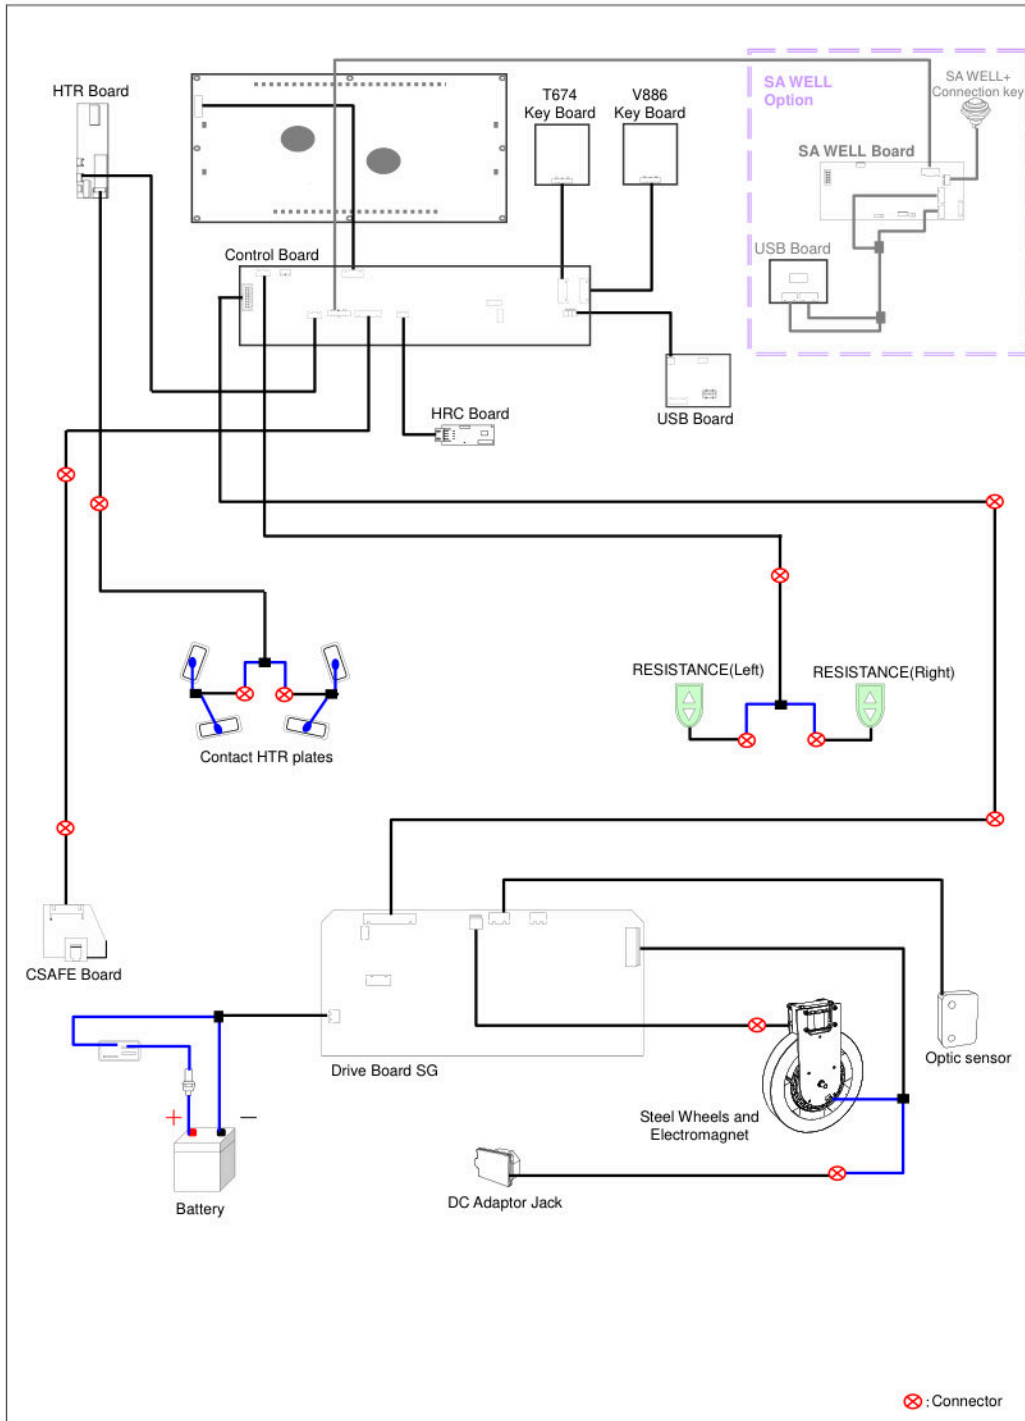 HTR Board
T674
Key Board
V886
Key Board
SA WELL
Option
SA WELL+
Connection key
SA WELL Board
Control Board
USB Board
HRC Board
USB Board
RESISTANCE(Left)
RESISTANCE(Right)
Contact HTR plates
CSAFE Board
Drive Board SG
Optic sensor
+
—
Steel Wheels and
Electromagnet
DC Adaptor Jack
Battery
: Connector